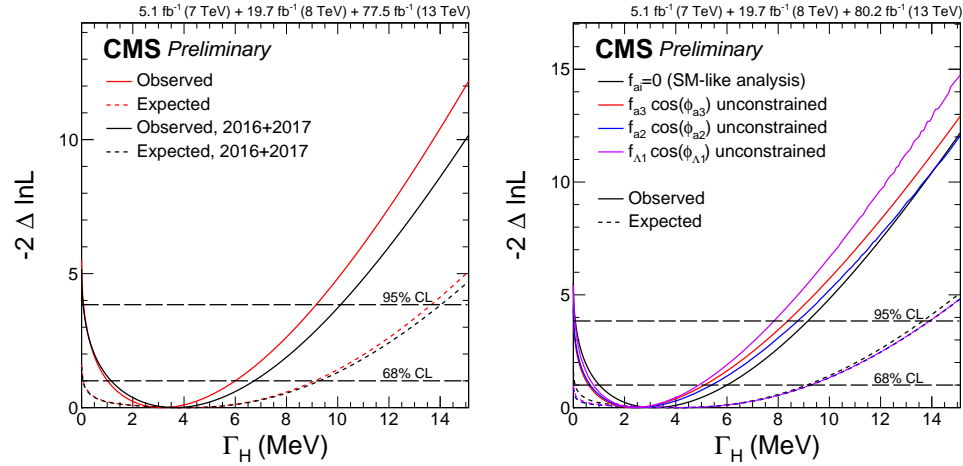 5.1 fb⁻¹ (7 TeV) + 19.7 fb⁻¹ (8 TeV) + 77.5 fb⁻¹ (13 TeV)
CMS Preliminary
Observed
Expected
Observed, 2016+2017
Expected, 2016+2017
-2 Δ lnL
10
5
0
95% CL
68% CL
0 2 4 6 8 10 12 14
Γ_H (MeV)
5.1 fb⁻¹ (7 TeV) + 19.7 fb⁻¹ (8 TeV) + 80.2 fb⁻¹ (13 TeV)
CMS Preliminary
f_ai=0 (SM-like analysis)
f_a3 cos(ϕ_a3) unconstrained
f_a2 cos(ϕ_a2) unconstrained
f_Λ1 cos(ϕ_Λ1) unconstrained
Observed
Expected
-2 Δ lnL
15
10
5
0
95% CL
68% CL
0 2 4 6 8 10 12 14
Γ_H (MeV)